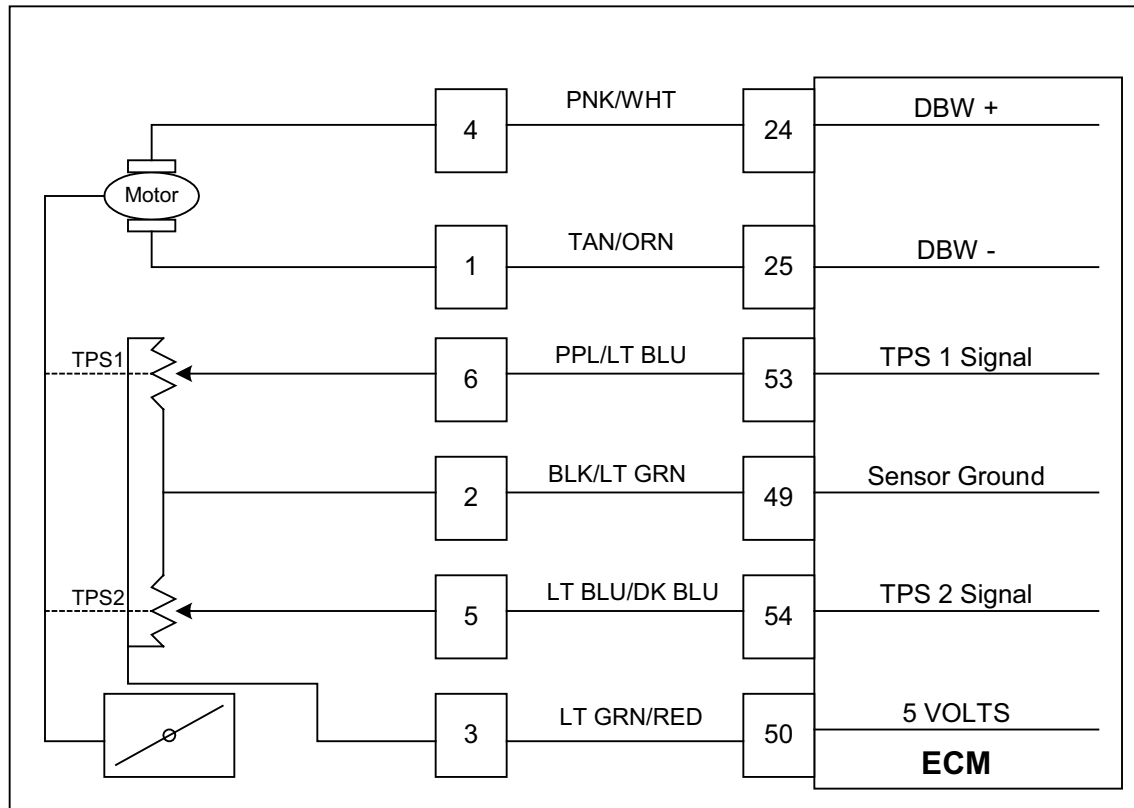 4 PNK/WHT 24 DBW +
Motor
1 TAN/ORN 25 DBW -
TPS1 6 PPL/LT BLU 53 TPS 1 Signal
2 BLK/LT GRN 49 Sensor Ground
TPS2 5 LT BLU/DK BLU 54 TPS 2 Signal
3 LT GRN/RED 50 5 VOLTS
ECM